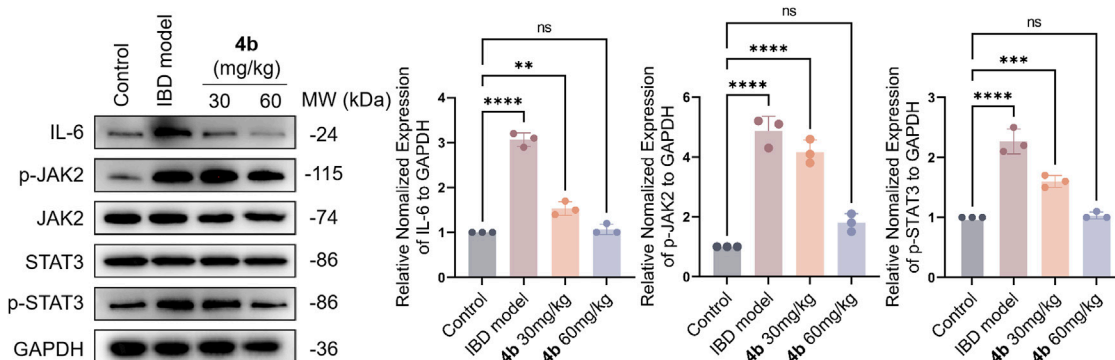 Control
IBD model
4b
(mg/kg)
30 60 MW (kDa)
IL-6 -24
p-JAK2 -115
JAK2 -74
STAT3 -86
p-STAT3 -86
GAPDH -36
Relative Nomalized Expression
of IL-6 to GAPDH
0
1
2
3
4
ns
**
****
Control
IBD model
4b 30mg/kg
4b 60mg/kg
Relative Nomalized Expression
of p-JAK2 to GAPDH
0
2
4
6
ns
****
****
Control
IBD model
4b 30mg/kg
4b 60mg/kg
Relative Nomalized Expression
of p-STAT3 to GAPDH
0
1
2
3
ns
***
****
Control
IBD model
4b 30mg/kg
4b 60mg/kg